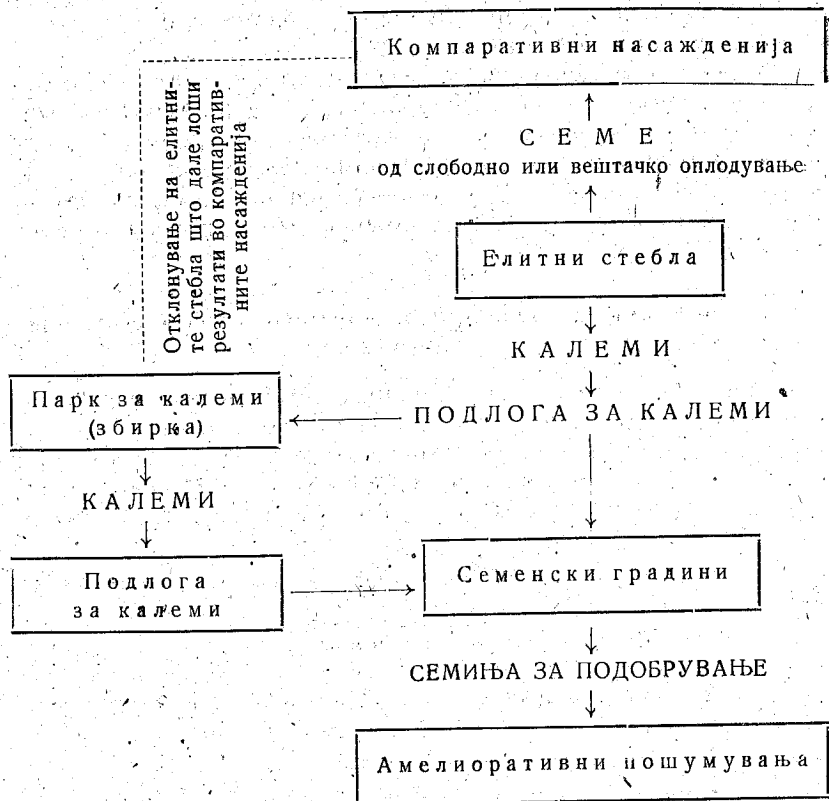 Компаративни насажденија
Отклонување на елитни-
те стебла што дале лоши
резултати во компаратив-
ните насажденија
СЕМЕ
од слободно или вештачко оплодување
Елитни стебла
КАЛЕМИ
Парк за калеми
(збирка)
ПОДЛОГА ЗА КАЛЕМИ
КАЛЕМИ
Подлога
за калеми
Семенски градини
СЕМИЊА ЗА ПОДОБРУВАЊЕ
Амелиоративни пошумувања